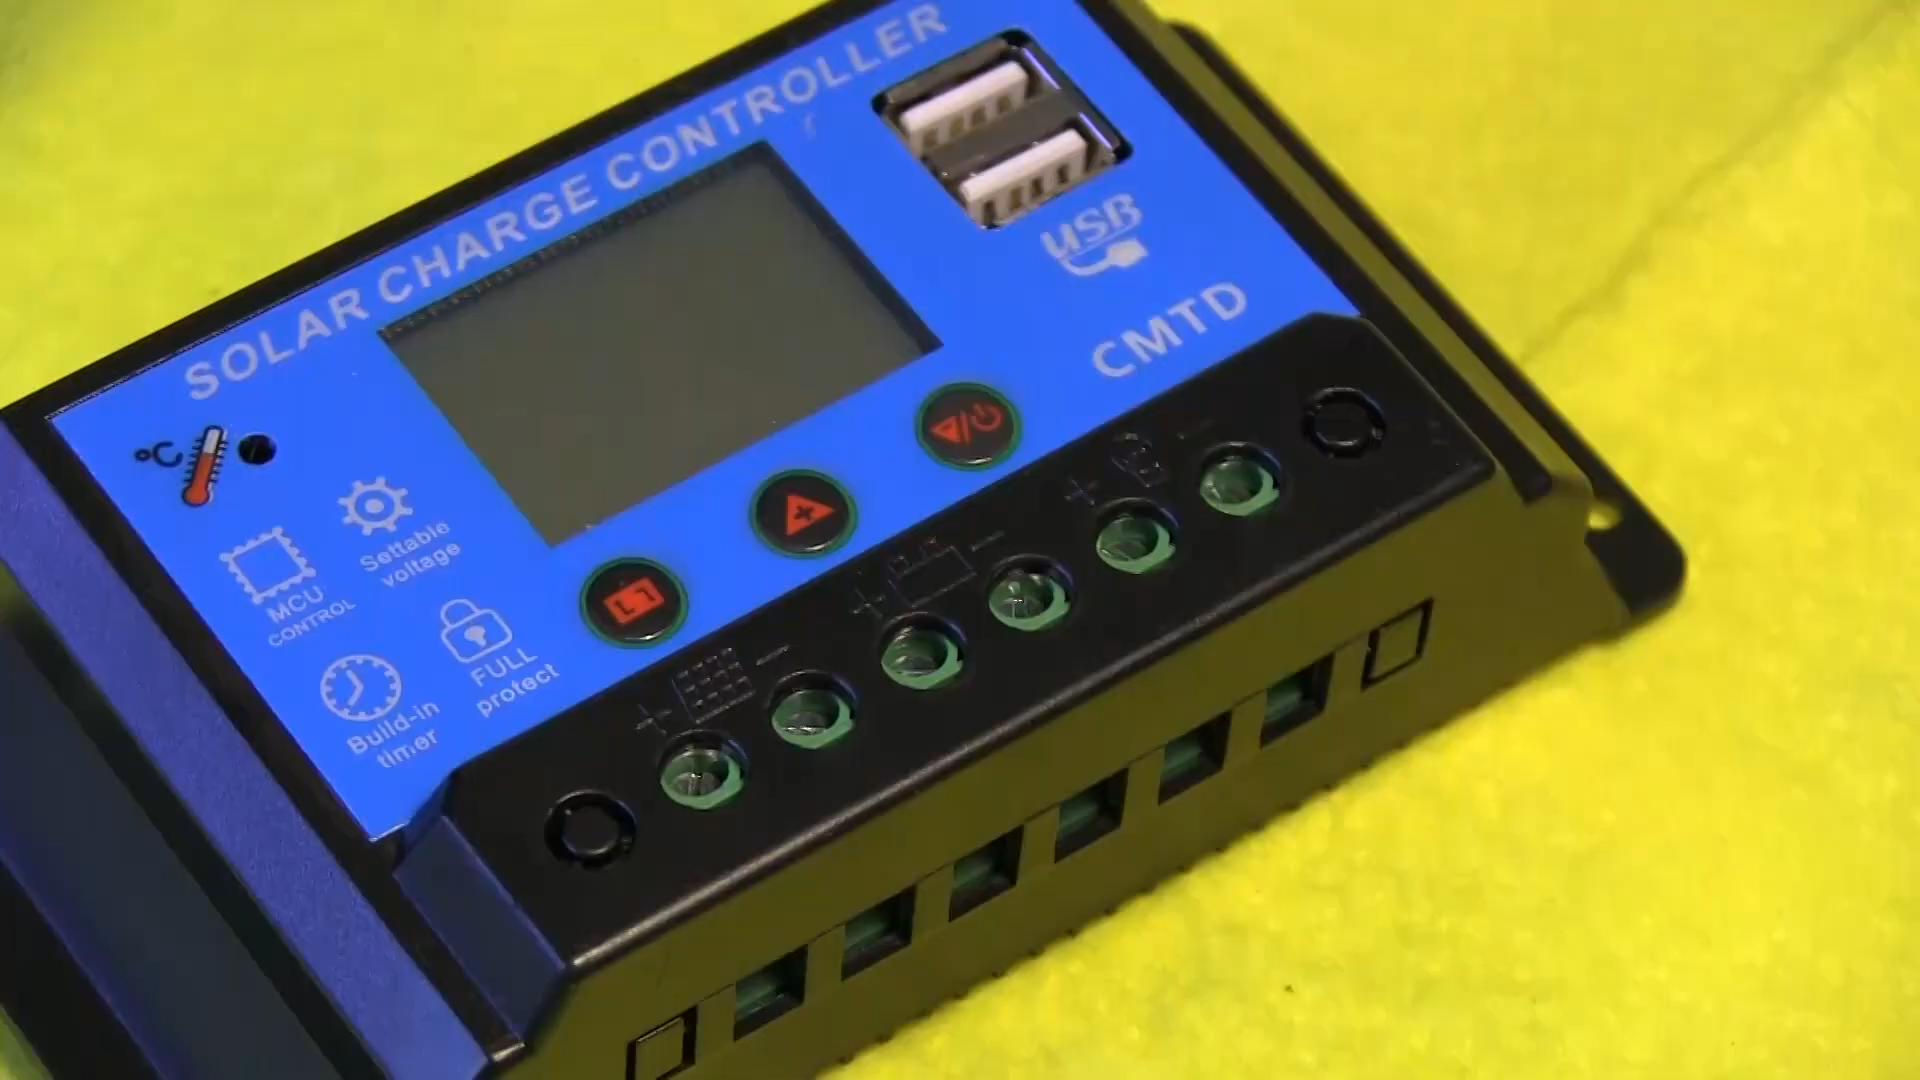 SOLAR CHARGE CONTROLLER
USB
CMTD
°C
Settable
voltage
MCU
CONTROL
FULL
protect
Build-in
timer
+ -
+ -
+ -